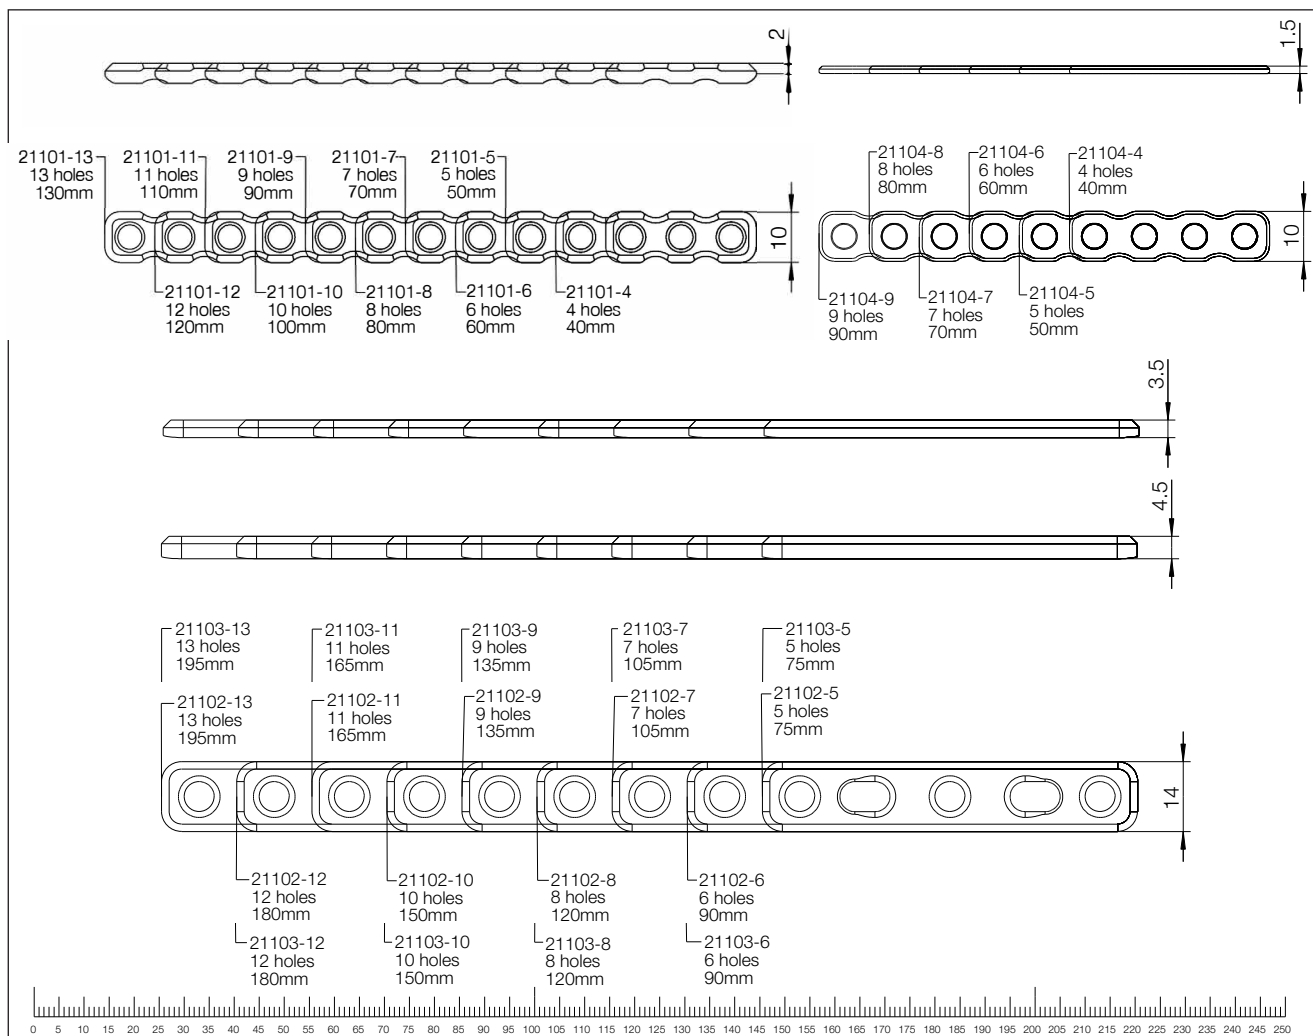 2
1.5
21101-13
13 holes
130mm
21101-11
11 holes
110mm
21101-9
9 holes
90mm
21101-7
7 holes
70mm
21101-5
5 holes
50mm
10
21101-12
12 holes
120mm
21101-10
10 holes
100mm
21101-8
8 holes
80mm
21101-6
6 holes
60mm
21101-4
4 holes
40mm
21104-8
8 holes
80mm
21104-6
6 holes
60mm
21104-4
4 holes
40mm
10
21104-9
9 holes
90mm
21104-7
7 holes
70mm
21104-5
5 holes
50mm
3.5
4.5
21103-13
13 holes
195mm
21103-11
11 holes
165mm
21103-9
9 holes
135mm
21103-7
7 holes
105mm
21103-5
5 holes
75mm
21102-13
13 holes
195mm
21102-11
11 holes
165mm
21102-9
9 holes
135mm
21102-7
7 holes
105mm
21102-5
5 holes
75mm
14
21102-12
12 holes
180mm
21102-10
10 holes
150mm
21102-8
8 holes
120mm
21102-6
6 holes
90mm
21103-12
12 holes
180mm
21103-10
10 holes
150mm
21103-8
8 holes
120mm
21103-6
6 holes
90mm
0 5 10 15 20 25 30 35 40 45 50 55 60 65 70 75 80 85 90 95 100 105 110 115 120 125 130 135 140 145 150 155 160 165 170 175 180 185 190 195 200 205 210 215 220 225 230 235 240 245 250